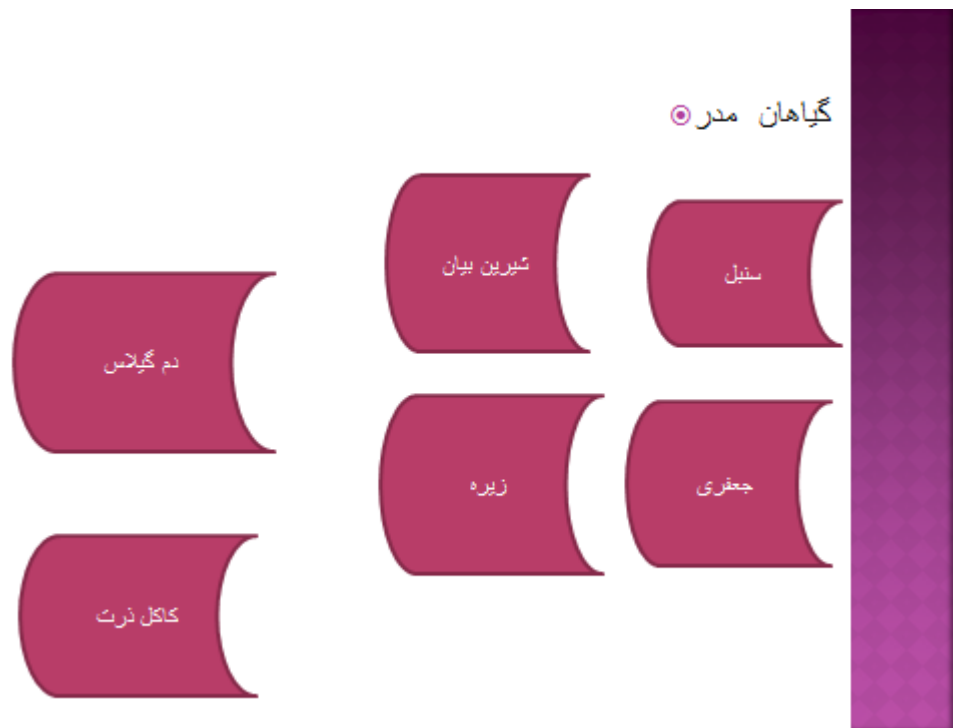 گیاهان مدر
سنبل
شیرین بیان
دم گیلاس
جعفری
زیره
کاکل ذرت